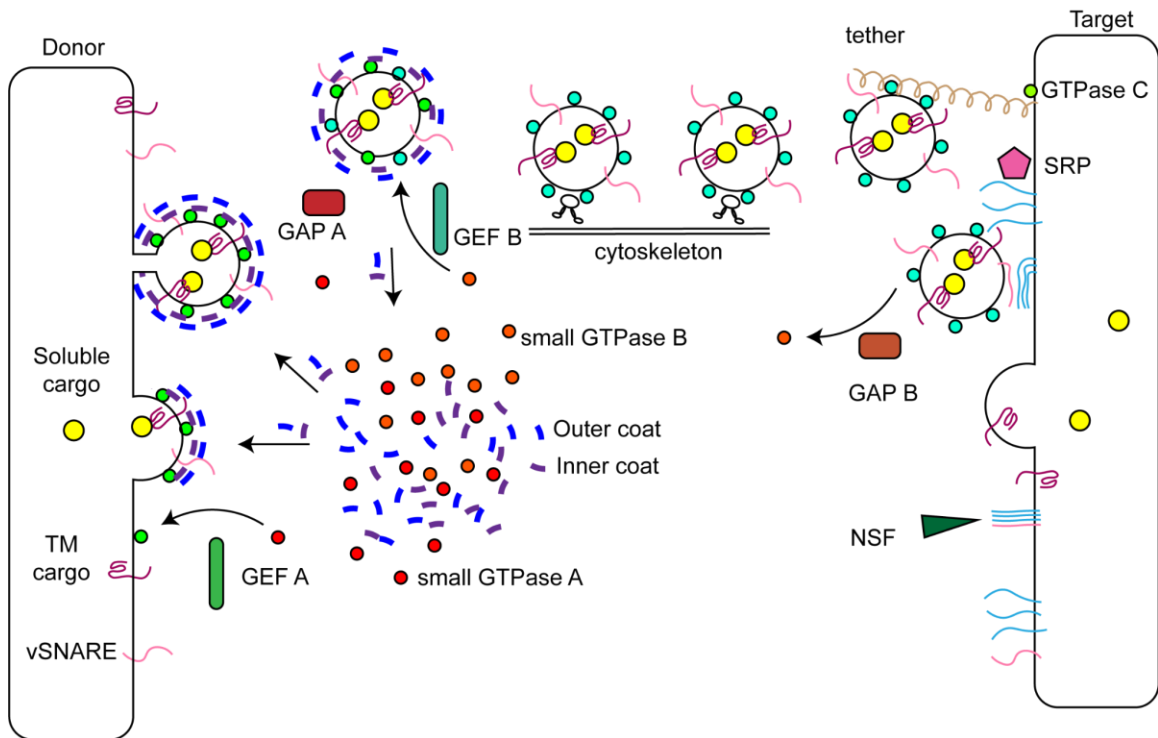 Donor
Target
tether
GTPase C
SRP
GAP A
GEF B
cytoskeleton
small GTPase B
Soluble
cargo
GAP B
Outer coat
Inner coat
TM
cargo
GEF A
small GTPase A
NSF
vSNARE